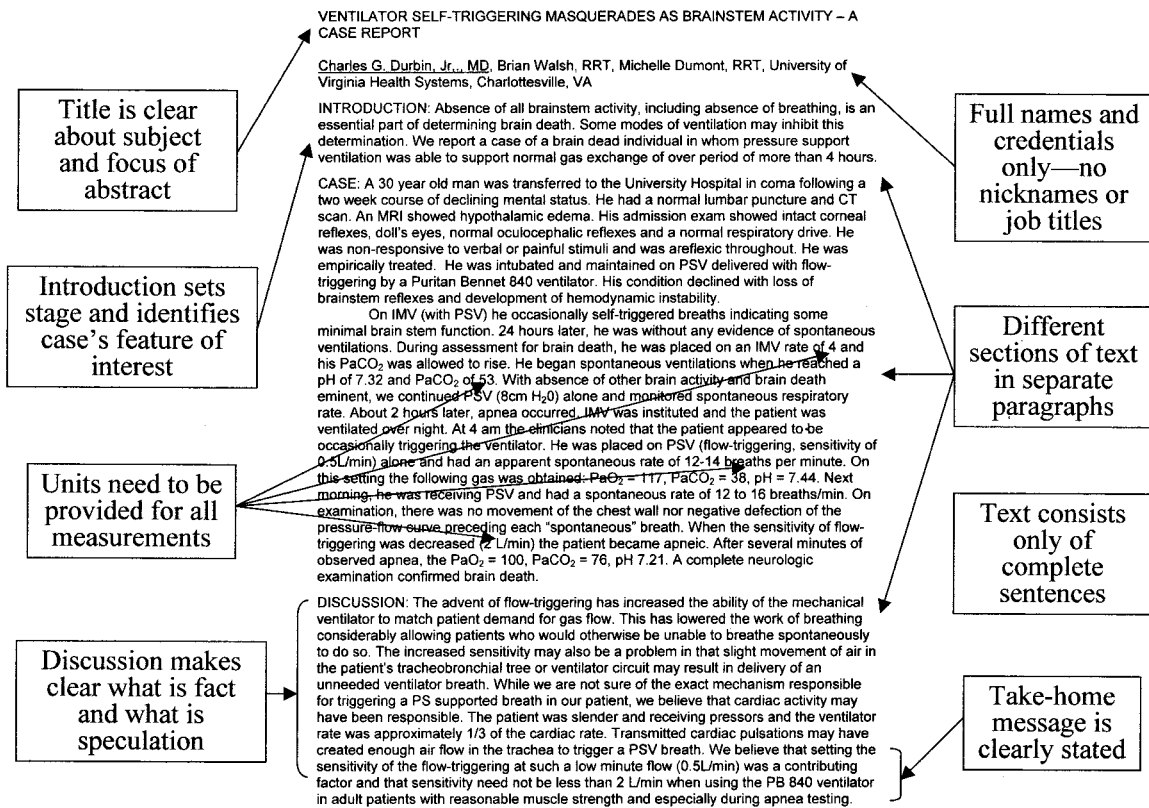 VENTILATOR SELF-TRIGGERING MASQUERADES AS BRAINSTEM ACTIVITY – A
CASE REPORT
Charles G. Durbin, Jr., MD, Brian Walsh, RRT, Michelle Dumont, RRT, University of
Virginia Health Systems, Charlottesville, VA
INTRODUCTION: Absence of all brainstem activity, including absence of breathing, is an
essential part of determining brain death. Some modes of ventilation may inhibit this
determination. We report a case of a brain dead individual in whom pressure support
ventilation was able to support normal gas exchange of over period of more than 4 hours.
CASE: A 30 year old man was transferred to the University Hospital in coma following a
two week course of declining mental status. He had a normal lumbar puncture and CT
scan. An MRI showed hypothalamic edema. His admission exam showed intact corneal
reflexes, doll's eyes, normal oculocephalic reflexes and a normal respiratory drive. He
was non-responsive to verbal or painful stimuli and was areflexic throughout. He was
empirically treated. He was intubated and maintained on PSV delivered with flow-
triggering by a Puritan Bennet 840 ventilator. His condition declined with loss of
brainstem reflexes and development of hemodynamic instability.
On IMV (with PSV) he occasionally self-triggered breaths indicating some
minimal brain stem function. 24 hours later, he was without any evidence of spontaneous
ventilations. During assessment for brain death, he was placed on an IMV rate of 4 and
his PaCO₂ was allowed to rise. He began spontaneous ventilations when he reached a
pH of 7.32 and PaCO₂ of 53. With absence of other brain activity and brain death
eminent, we continued PSV (8cm H₂0) alone and monitored spontaneous respiratory
rate. About 2 hours later, apnea occurred, IMV was instituted and the patient was
ventilated over night. At 4 am the clinicians noted that the patient appeared to be
occasionally triggering the ventilator. He was placed on PSV (flow-triggering, sensitivity of
0.5L/min) alone and had an apparent spontaneous rate of 12-14 breaths per minute. On
this setting the following gas was obtained: PaO₂ = 117, PaCO₂ = 38, pH = 7.44. Next
morning, he was receiving PSV and had a spontaneous rate of 12 to 16 breaths/min. On
examination, there was no movement of the chest wall nor negative defection of the
pressure-flow curve preceding each "spontaneous" breath. When the sensitivity of flow-
triggering was decreased (2 L/min) the patient became apneic. After several minutes of
observed apnea, the PaO₂ = 100, PaCO₂ = 76, pH 7.21. A complete neurologic
examination confirmed brain death.
DISCUSSION: The advent of flow-triggering has increased the ability of the mechanical
ventilator to match patient demand for gas flow. This has lowered the work of breathing
considerably allowing patients who would otherwise be unable to breathe spontaneously
to do so. The increased sensitivity may also be a problem in that slight movement of air in
the patient's tracheobronchial tree or ventilator circuit may result in delivery of an
unneeded ventilator breath. While we are not sure of the exact mechanism responsible
for triggering a PS supported breath in our patient, we believe that cardiac activity may
have been responsible. The patient was slender and receiving pressors and the ventilator
rate was approximately 1/3 of the cardiac rate. Transmitted cardiac pulsations may have
created enough air flow in the trachea to trigger a PSV breath. We believe that setting the
sensitivity of the flow-triggering at such a low minute flow (0.5L/min) was a contributing
factor and that sensitivity need not be less than 2 L/min when using the PB 840 ventilator
in adult patients with reasonable muscle strength and especially during apnea testing.
Title is clear
about subject
and focus of
abstract
Introduction sets
stage and identifies
case's feature of
interest
Units need to be
provided for all
measurements
Discussion makes
clear what is fact
and what is
speculation
Full names and
credentials
only—no
nicknames or
job titles
Different
sections of text
in separate
paragraphs
Text consists
only of
complete
sentences
Take-home
message is
clearly stated